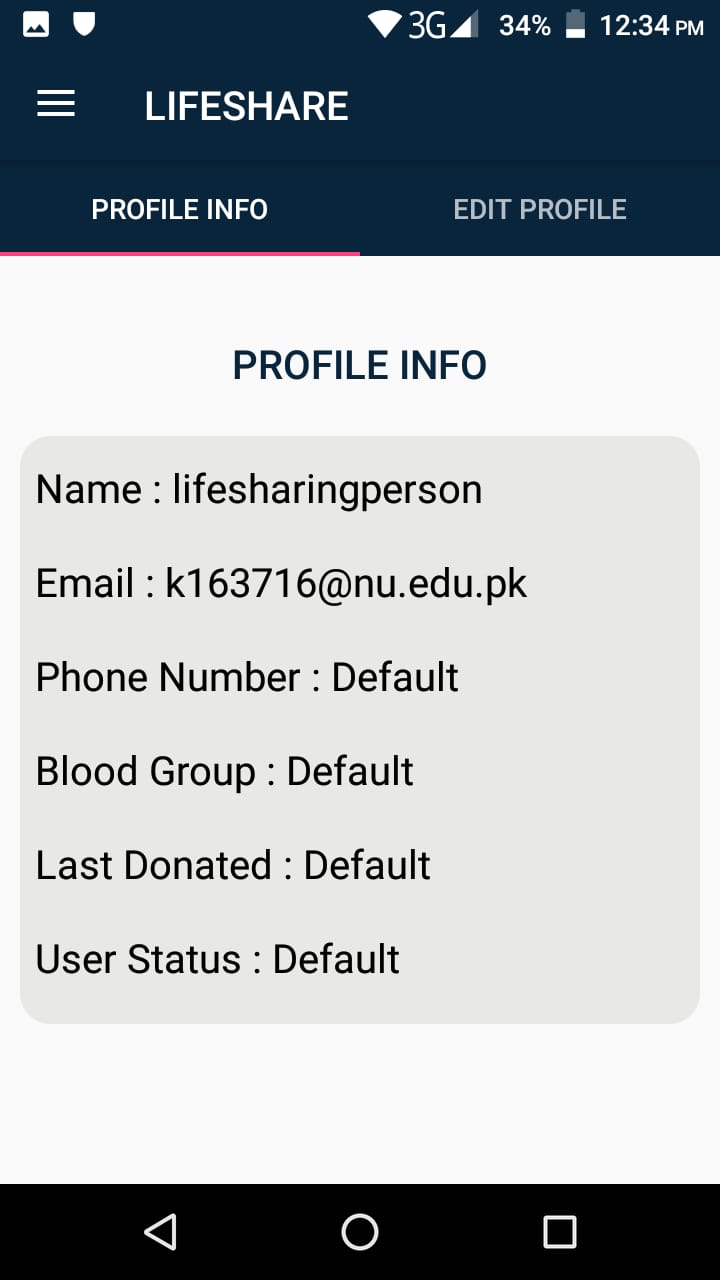 3G 34% 12:34 PM
LIFESHARE
PROFILE INFO EDIT PROFILE
PROFILE INFO
Name : lifesharingperson
Email : k163716@nu.edu.pk
Phone Number : Default
Blood Group : Default
Last Donated : Default
User Status : Default